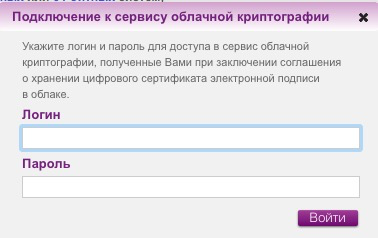 Подключение к сервису облачной криптографии
Укажите логин и пароль для доступа в сервис облачной
криптографии, полученные Вами при заключении соглашения
о хранении цифрового сертификата электронной подписи
в облаке.
Логин
Пароль
Войти